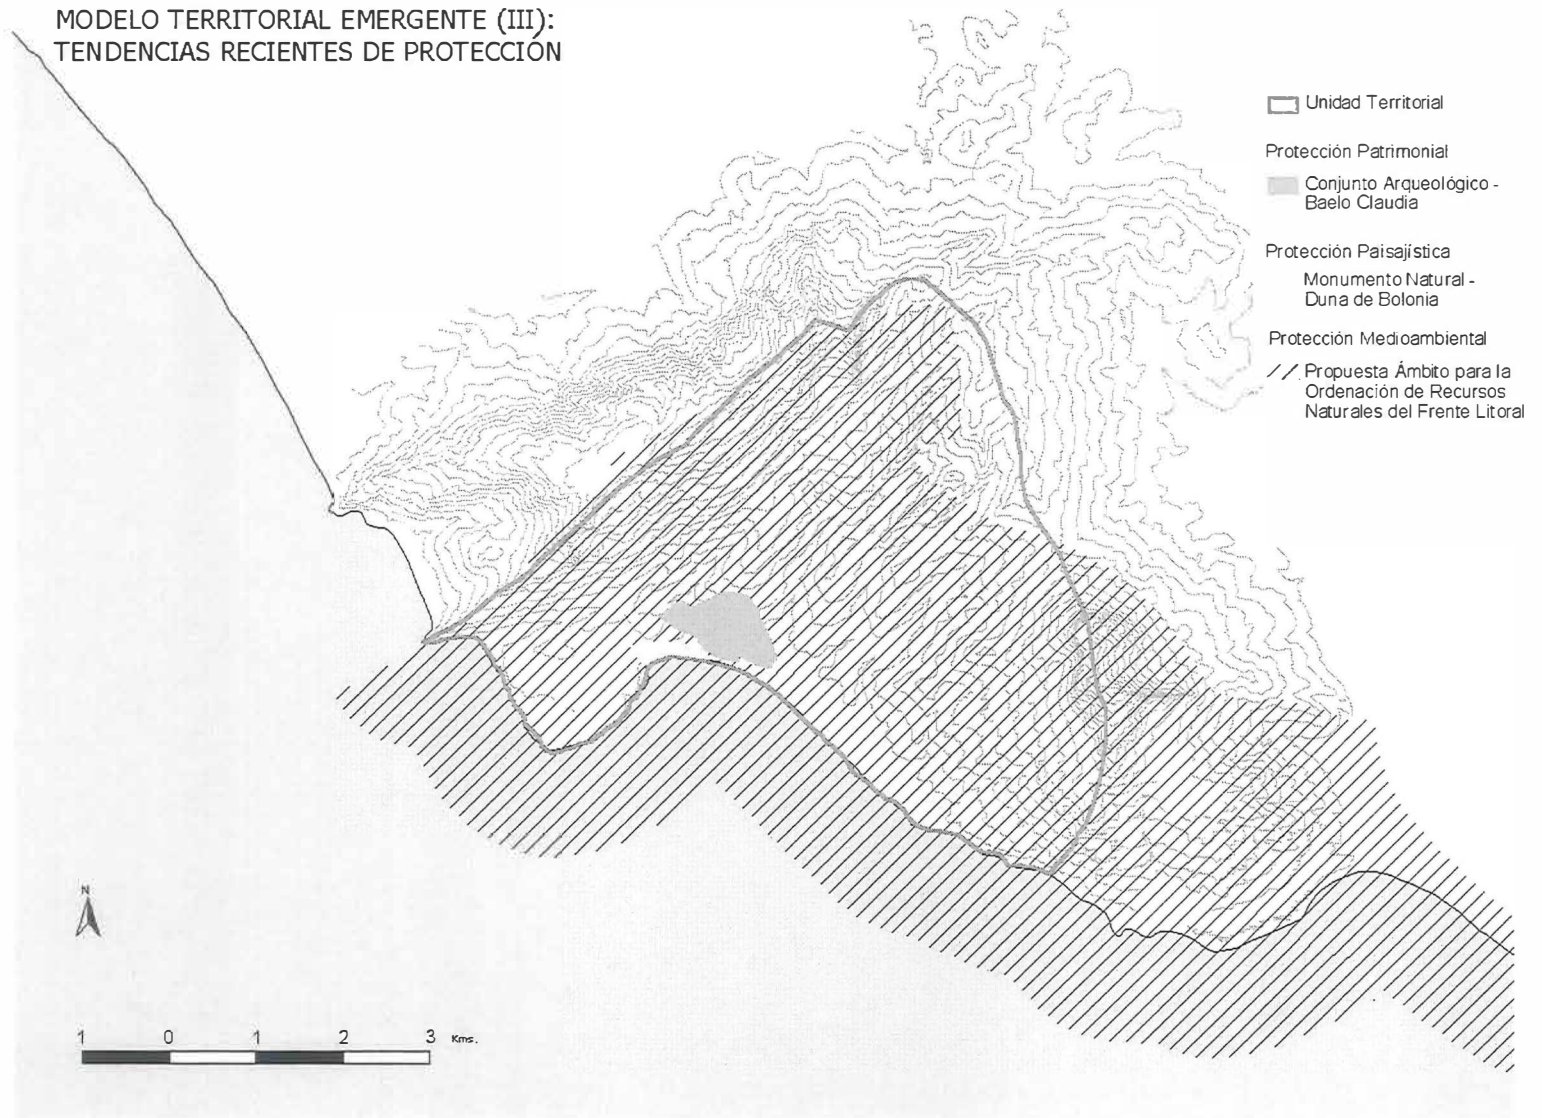 MODELO TERRITORIAL EMERGENTE (III):
TENDENCIAS RECIENTES DE PROTECCIÓN
Unidad Territorial
Protección Patrimonial
Conjunto Arqueológico -
Baelo Claudia
Protección Paisajística
Monumento Natural -
Duna de Bolonia
Protección Medioambiental
Propuesta Ámbito para la
Ordenación de Recursos
Naturales del Frente Litoral
N
1 0 1 2 3 Kms.